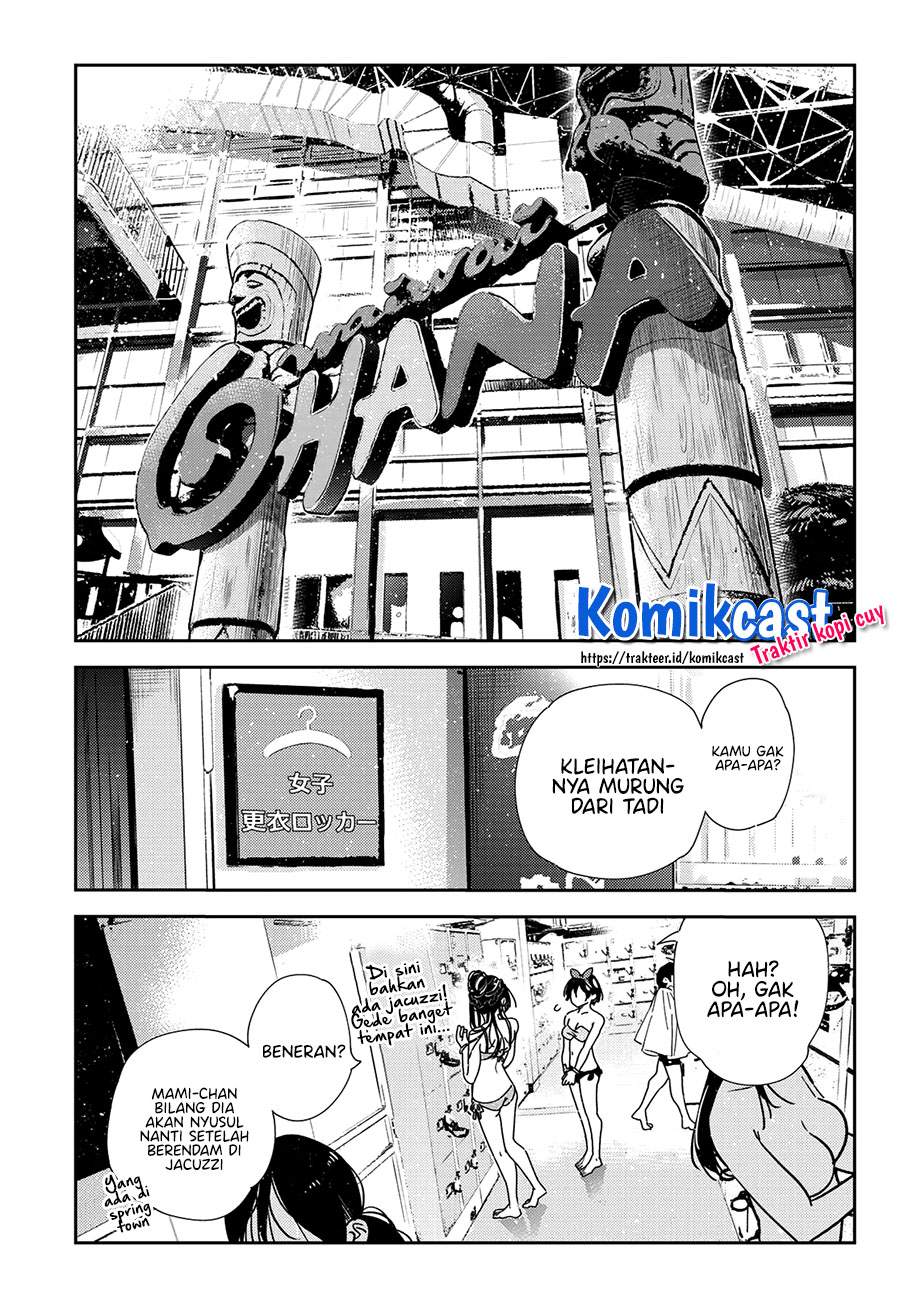 OHANA
Komikcast
Traktir kopi cuy
https://trakteer.id/komikcast
KAMU GAK
APA-APA?
KLEIHATAN-
NYA MURUNG
DARI TADI
女子
更衣ロッカー
HAH?
OH, GAK
APA-APA!
Di sini
bahkan
ada jacuzzi!
Gede banget
tempat ini...
BENERAN?
MAMI-CHAN
BILANG DIA
AKAN NYUSUL
NANTI SETELAH
BERENDAM DI
JACUZZI
Yang
ada di
spring
town